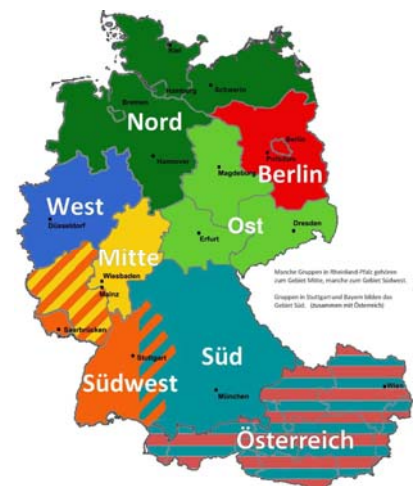 Kiel
Schwerin
Hamburg
Bremen
Nord
Berlin
Hannover
Potsdam
Magdeburg
Berlin
West
Ost
Düsseldorf
Dresden
Erfurt
Mitte
Wiesbaden
Mainz
Manche Gruppen in Rheinland-Pfalz gehören
zum Gebiet Mitte, manche zum Gebiet Südwest.
Gruppen in Stuttgart und Bayern bilden das
Gebiet Süd. (zusammen mit Österreich)
Saarbrücken
Stuttgart
Süd
Südwest
München
Wien
Österreich